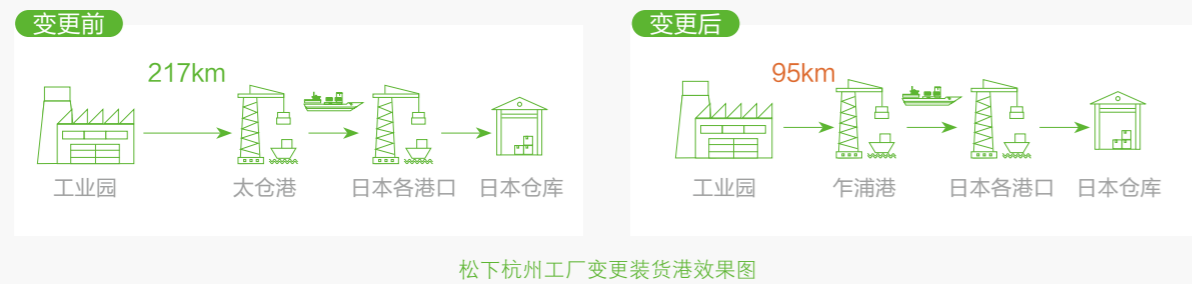 变更前
217km
工业园
太仓港
日本各港口
日本仓库
变更后
95km
工业园
乍浦港
日本各港口
日本仓库
松下杭州工厂变更装货港效果图